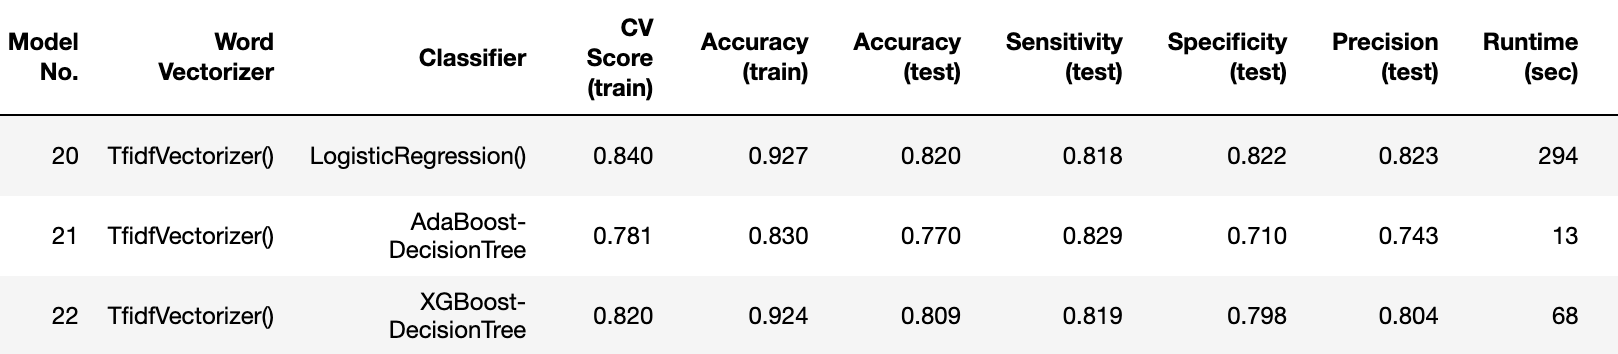 Model No. Word Vectorizer Classifier CV Score (train) Accuracy (train) Accuracy (test) Sensitivity (test) Specificity (test) Precision (test) Runtime (sec)
20 TfidfVectorizer() LogisticRegression() 0.840 0.927 0.820 0.818 0.822 0.823 294
21 TfidfVectorizer() AdaBoost-DecisionTree 0.781 0.830 0.770 0.829 0.710 0.743 13
22 TfidfVectorizer() XGBoost-DecisionTree 0.820 0.924 0.809 0.819 0.798 0.804 68